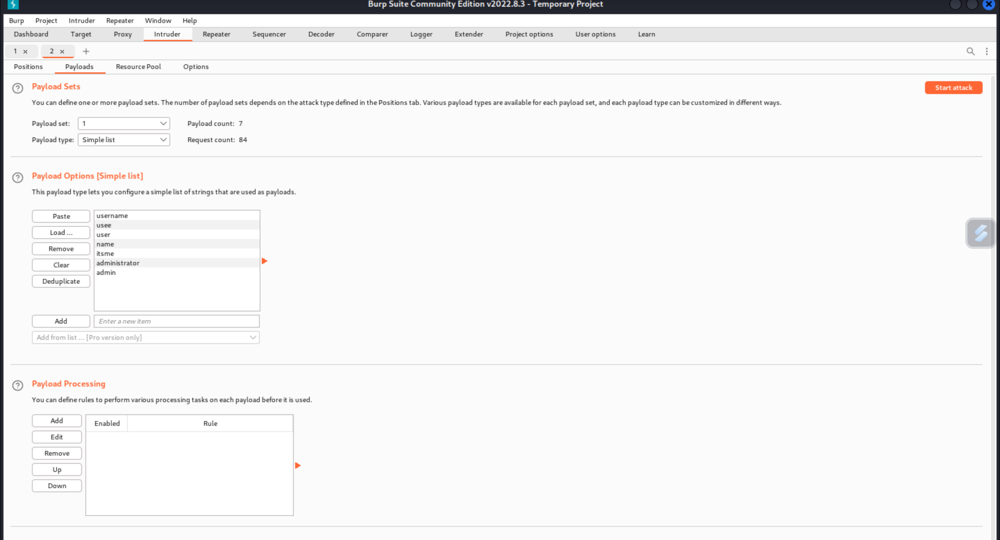 Burp Suite Community Edition v2022.8.3 - Temporary Project
Burp Project Intruder Repeater Window Help
Dashboard Target Proxy Intruder Repeater Sequencer Decoder Comparer Logger Extender Project options User options Learn
1 × 2 × +
Positions Payloads Resource Pool Options
? Payload Sets
Start attack
You can define one or more payload sets. The number of payload sets depends on the attack type defined in the Positions tab. Various payload types are available for each payload set, and each payload type can be customized in different ways.
Payload set: 1 Payload count: 7
Payload type: Simple list Request count: 84
? Payload Options [Simple list]
This payload type lets you configure a simple list of strings that are used as payloads.
Paste
Load ...
Remove
Clear
Deduplicate
username
usee
user
name
itsme
administrator
admin
Add Enter a new item
Add from list ... [Pro version only]
? Payload Processing
You can define rules to perform various processing tasks on each payload before it is used.
Add
Edit
Remove
Up
Down
Enabled Rule